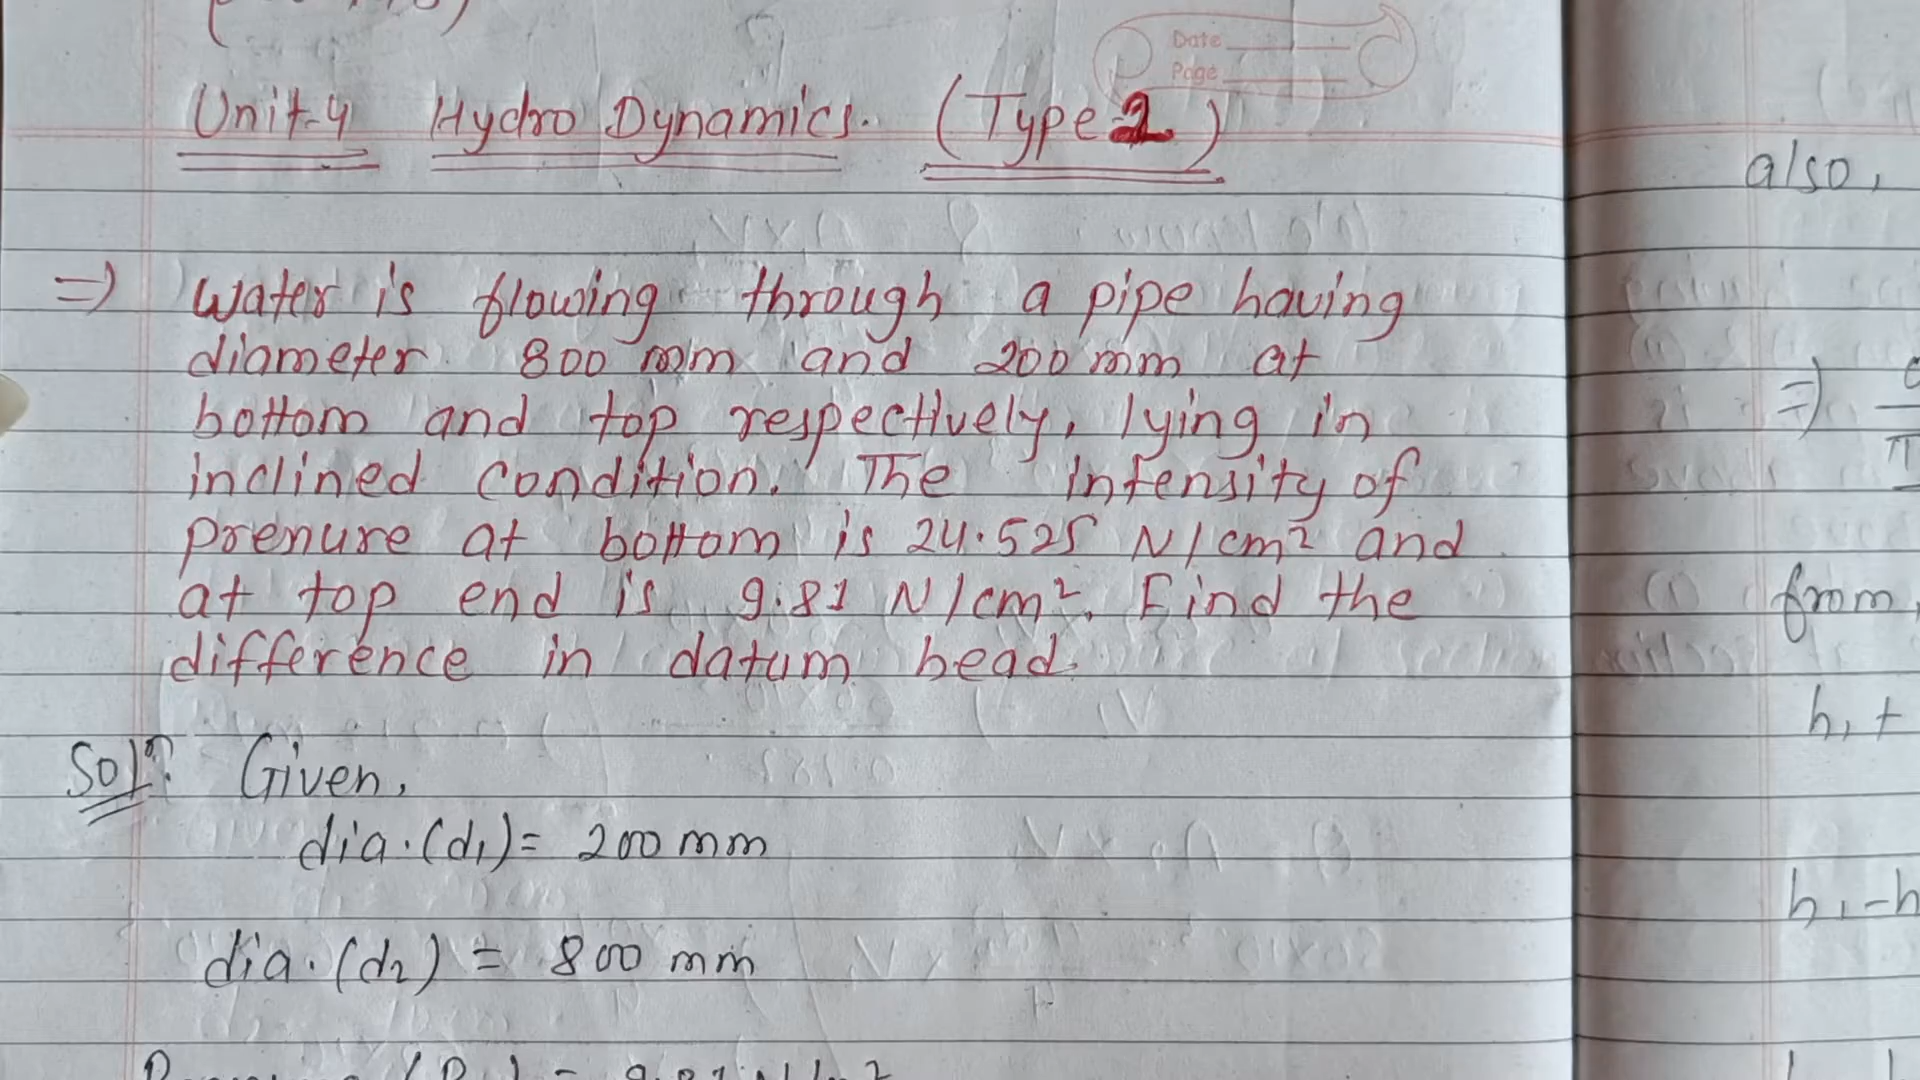 Date
Page
Unit-4 Hydro Dynamics. (Type-2)
=) Water is flowing through a pipe having
diameter 800 mm and 200 mm at
bottom and top respectively, lying in
inclined condition. The intensity of
prenure at bottom is 24.525 N/cm² and
at top end is 9.81 N/cm². Find the
difference in datum head.
Solⁿ: Given,
dia.(d₁) = 200 mm
dia.(d₂) = 800 mm
also,
=)
from,
h₁ +
h₁ - h